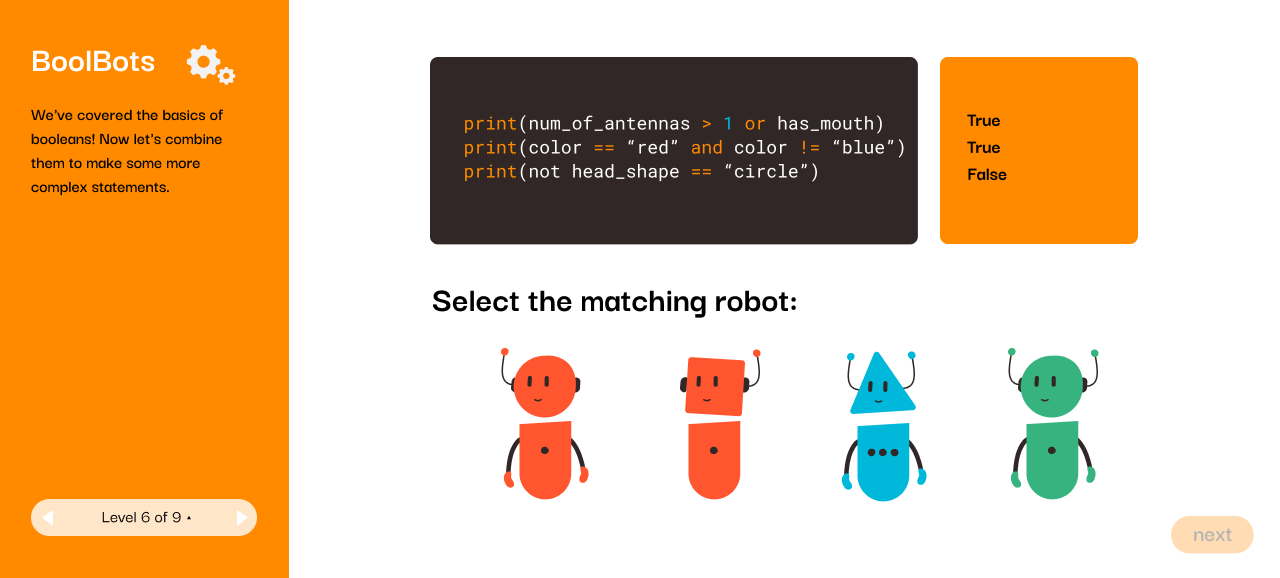 BoolBots
We've covered the basics of
booleans! Now let's combine
them to make some more
complex statements.
print(num_of_antennas > 1 or has_mouth)
print(color == “red” and color != “blue”)
print(not head_shape == “circle”)
True
True
False
Select the matching robot:
Level 6 of 9
next